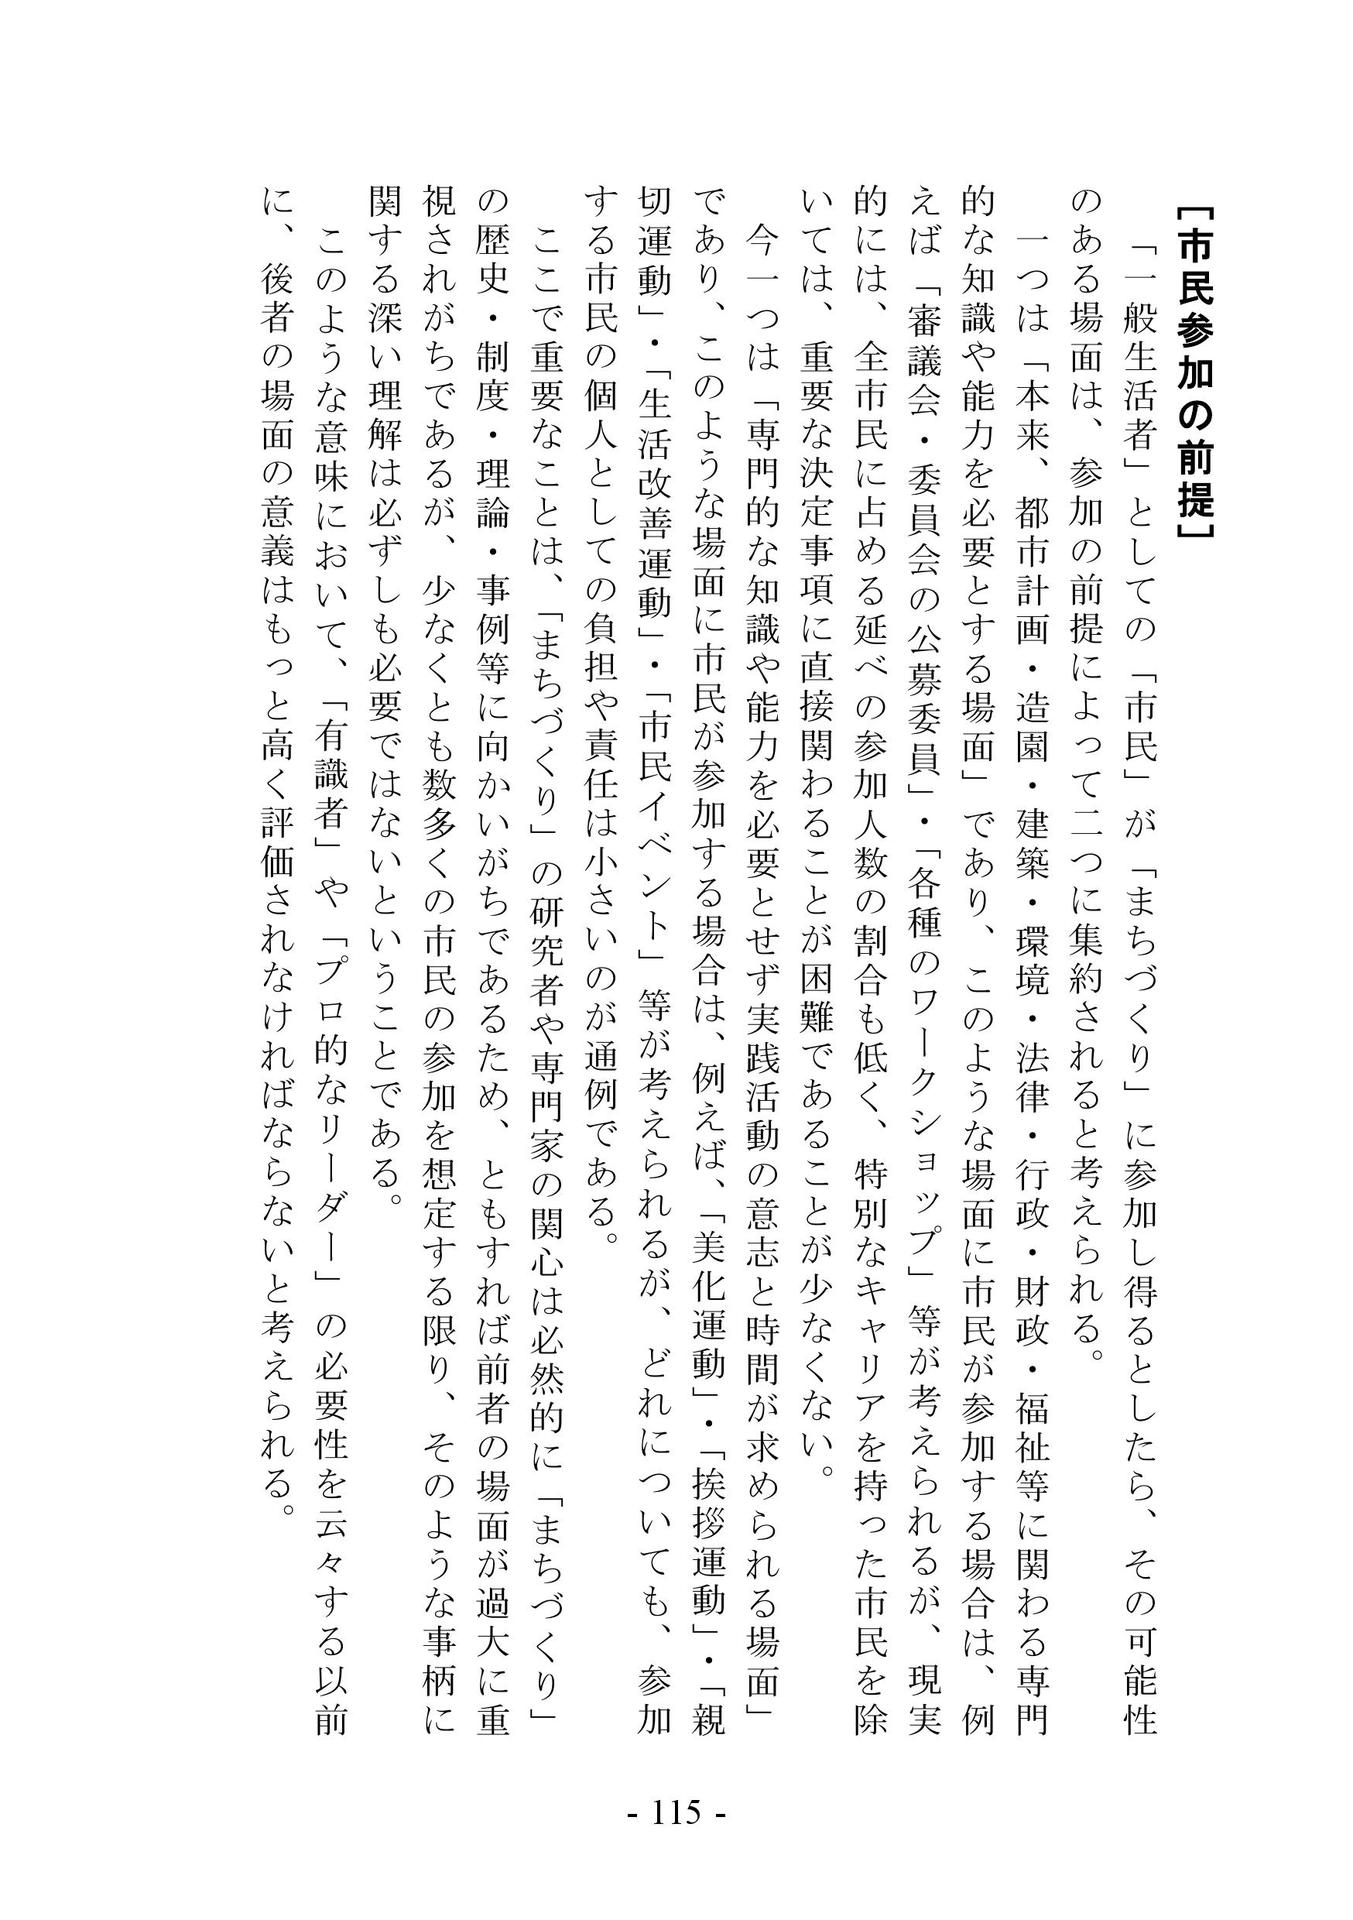 ［市民参加の前提］
「一般生活者」としての「市民」が「まちづくり」に参加し得るとしたら、その可能性
のある場面は、参加の前提によって二つに集約されると考えられる。
一つは「本来、都市計画・造園・建築・環境・法律・行政・財政・福祉等に関わる専門
的な知識や能力を必要とする場面」であり、このような場面に市民が参加する場合は、例
えば「審議会・委員会の公募委員」・「各種のワークショップ」等が考えられるが、現実
的には、全市民に占める延べの参加人数の割合も低く、特別なキャリアを持った市民を除
いては、重要な決定事項に直接関わることが困難であることが少なくない。
今一つは「専門的な知識や能力を必要とせず実践活動の意志と時間が求められる場面」
であり、このような場面に市民が参加する場合は、例えば、「美化運動」・「挨拶運動」・「親
切運動」・「生活改善運動」・「市民イベント」等が考えられるが、どれについても、参加
する市民の個人としての負担や責任は小さいのが通例である。
ここで重要なことは、「まちづくり」の研究者や専門家の関心は必然的に「まちづくり」
の歴史・制度・理論・事例等に向かいがちであるため、ともすれば前者の場面が過大に重
視されがちであるが、少なくとも数多くの市民の参加を想定する限り、そのような事柄に
関する深い理解は必ずしも必要ではないということである。
このような意味において、「有識者」や「プロ的なリーダー」の必要性を云々する以前
に、後者の場面の意義はもっと高く評価されなければならないと考えられる。
- 115 -